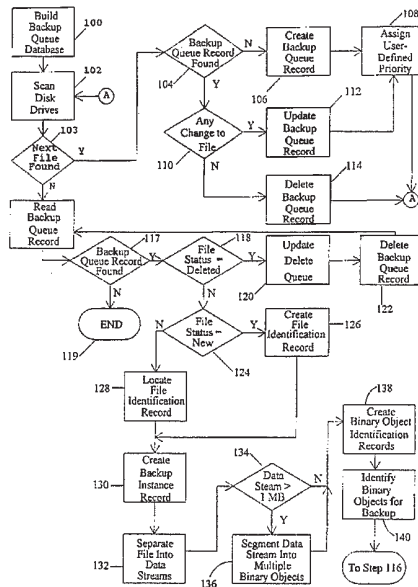 Build
Backup
Queue
Database
100
102
Scan
Disk
Drives
A
103
Next
File
Found
Y
N
Backup
Queue Record
Found
104
N
Y
Create
Backup
Queue
Record
106
108
Assign
User-
Defined
Priority
Any
Change to
File
110
Y
N
112
Update
Backup
Queue
Record
114
Delete
Backup
Queue
Record
A
Read
Backup
Queue
Record
117
Backup
Queue Record
Found
Y
N
END
119
118
File
Status =
Deleted
Y
N
Update
Delete
Queue
120
Delete
Backup
Queue
Record
122
File
Status =
New
124
N
Y
Create
File
Identification
Record
126
128
Locate
File
Identification
Record
Create
Backup
Instance
Record
130
Separate
File Into
Data
Streams
132
134
Data
Steam >
1 MB
N
Y
Segment Data
Stream Into
Multiple
Binary Objects
136
138
Create
Binary Object
Identification
Records
Identify
Binary
Objects for
Backup
140
To Step 116